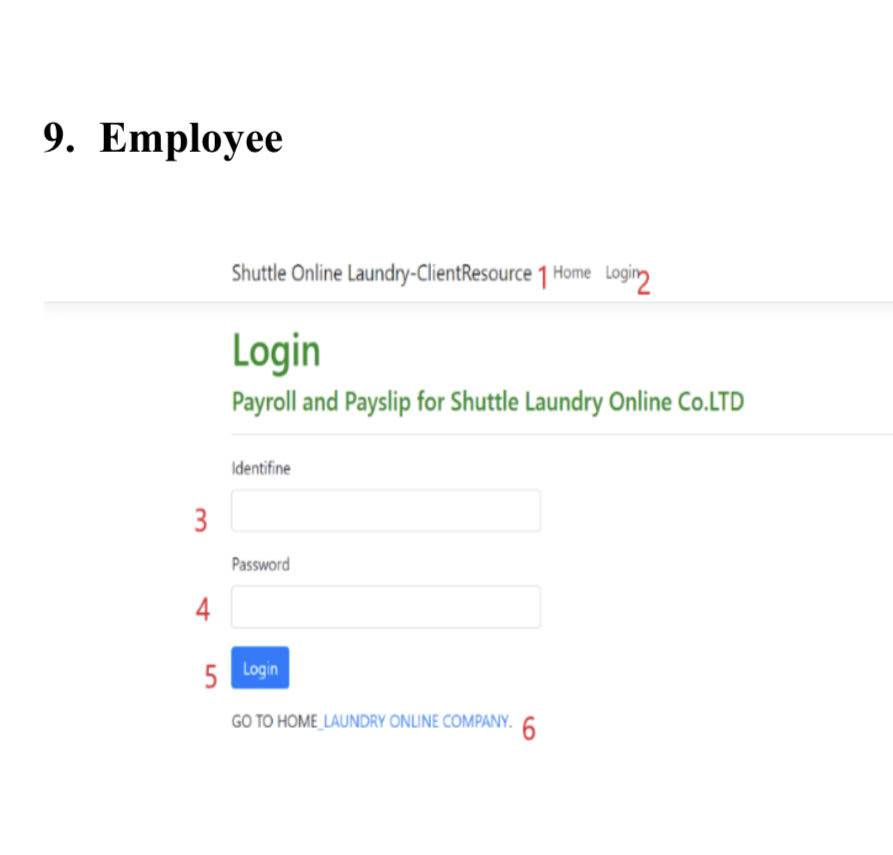 9. Employee
Shuttle Online Laundry-ClientResource 1 Home Login 2
Login
Payroll and Payslip for Shuttle Laundry Online Co.LTD
Identifine
3
Password
4
5 Login
GO TO HOME_LAUNDRY ONLINE COMPANY. 6